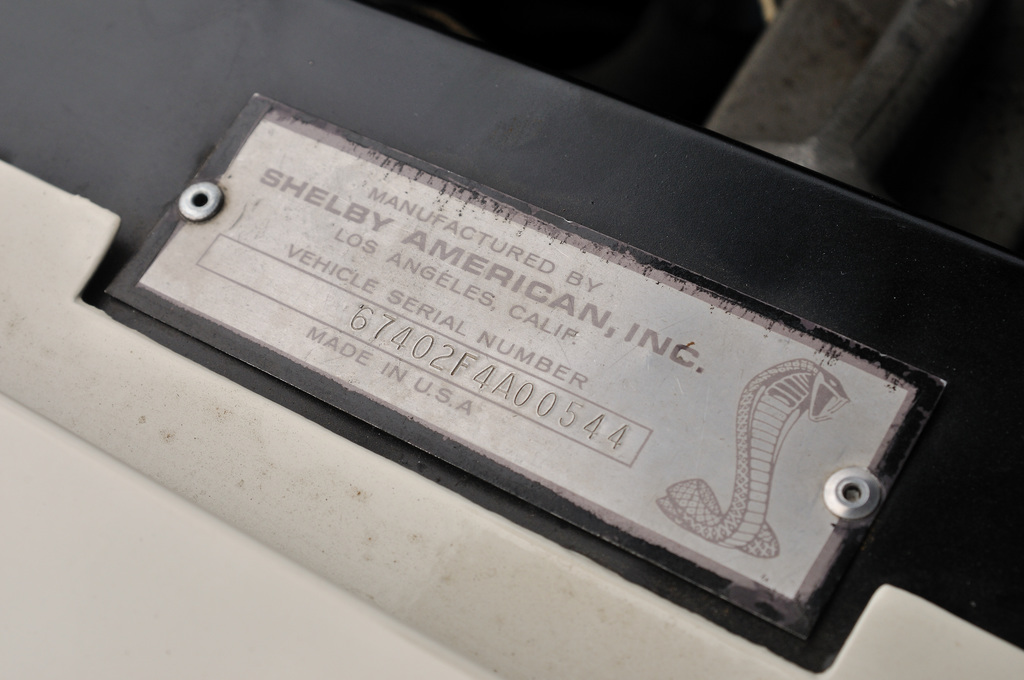 MANUFACTURED BY
SHELBY AMERICAN, INC.
LOS ANGELES, CALIF
VEHICLE SERIAL NUMBER
67402F4A00544
MADE IN U.S.A